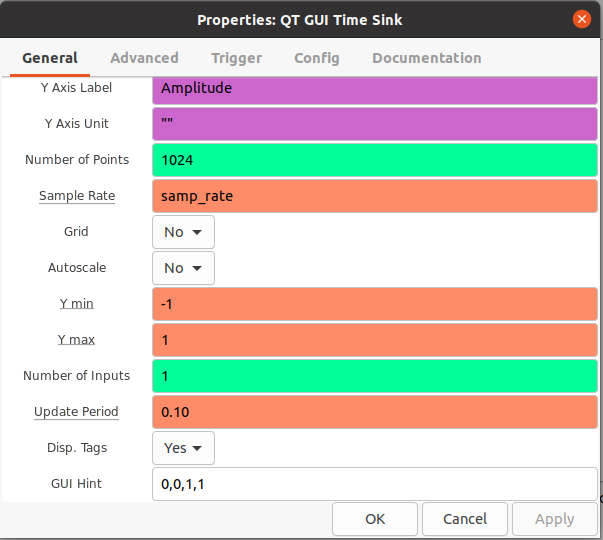 Properties: QT GUI Time Sink
General Advanced Trigger Config Documentation
Y Axis Label Amplitude
Y Axis Unit ""
Number of Points 1024
Sample Rate samp_rate
Grid No
Autoscale No
Y min -1
Y max 1
Number of Inputs 1
Update Period 0.10
Disp. Tags Yes
GUI Hint 0,0,1,1
OK Cancel Apply